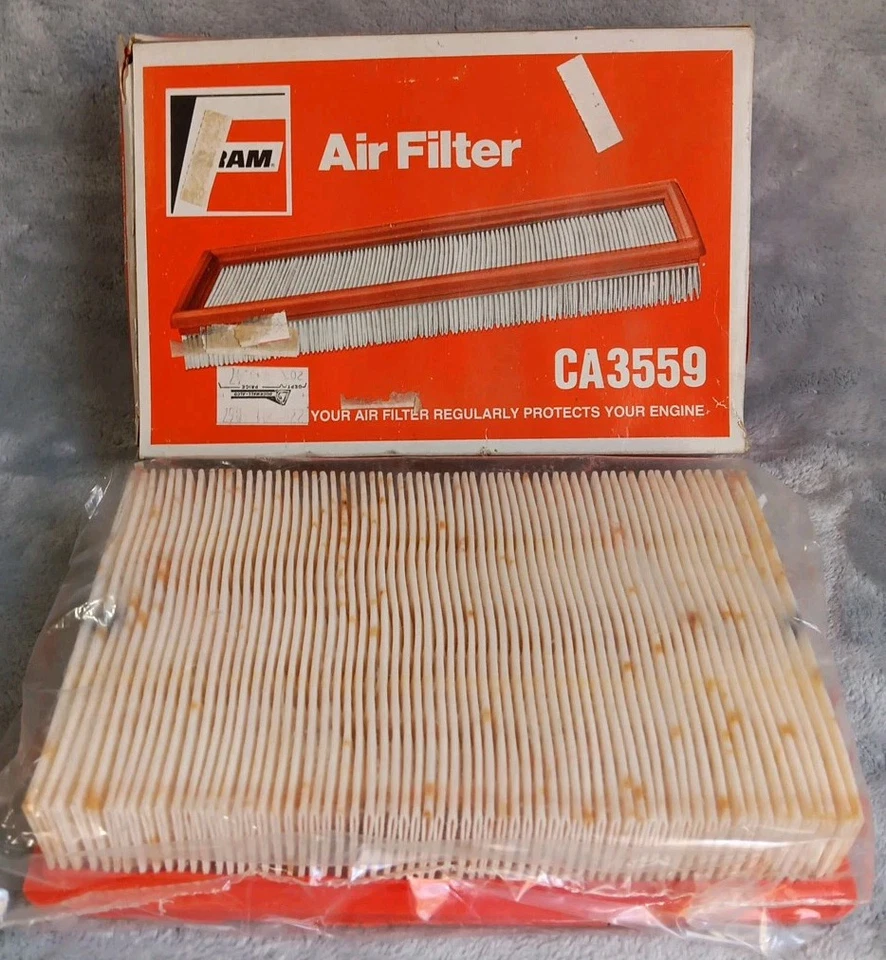 RAM
Air Filter
CA3559
YOUR AIR FILTER REGULARLY PROTECTS YOUR ENGINE